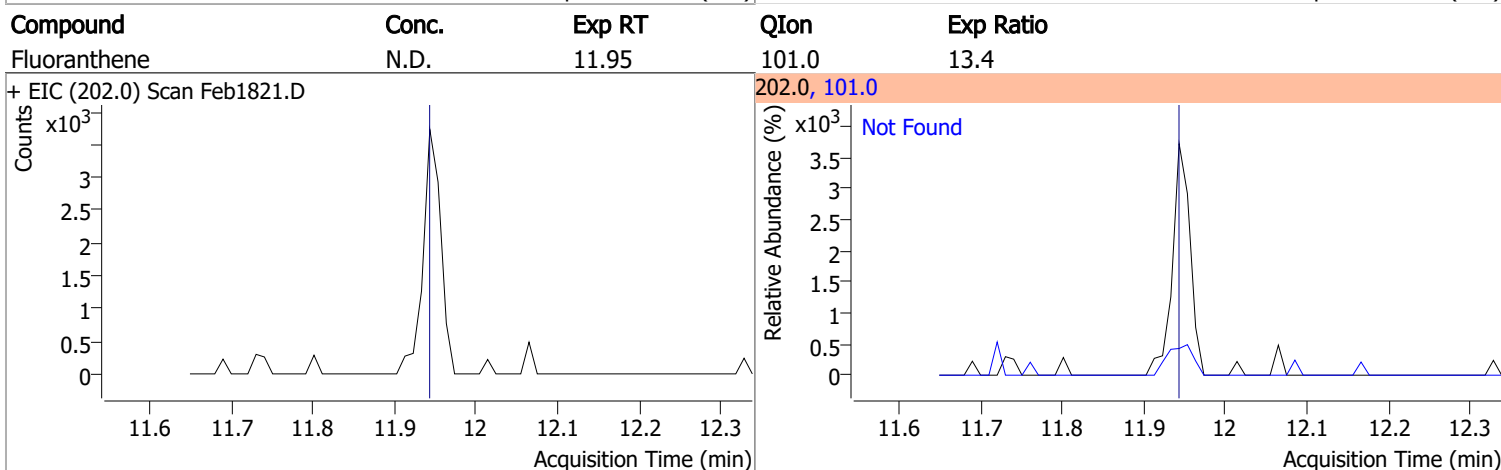 Compound Conc. Exp RT QIon Exp Ratio
Fluoranthene N.D. 11.95 101.0 13.4
+ EIC (202.0) Scan Feb1821.D
Counts
x10³
3
2.5
2
1.5
1
0.5
0
11.6 11.7 11.8 11.9 12 12.1 12.2 12.3
Acquisition Time (min)
202.0, 101.0
Relative Abundance (%)
x10³
Not Found
3.5
3
2.5
2
1.5
1
0.5
0
11.6 11.7 11.8 11.9 12 12.1 12.2 12.3
Acquisition Time (min)